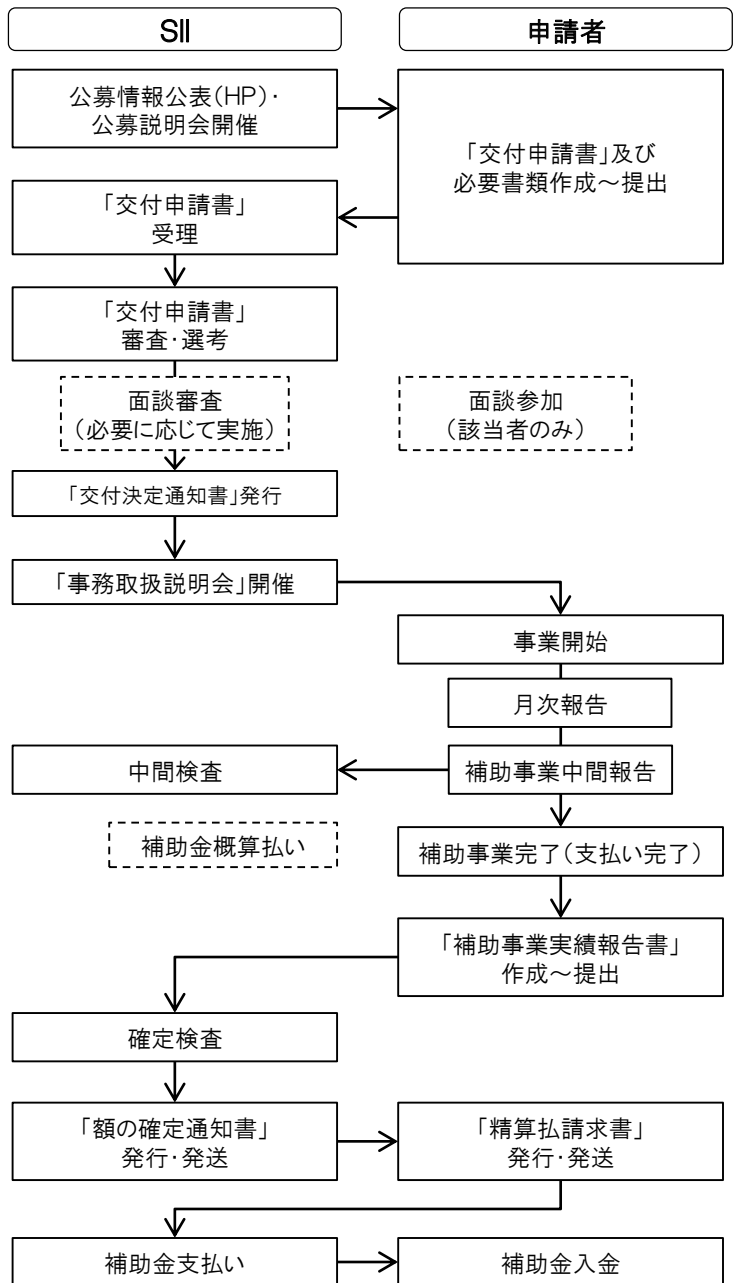 SII
申請者
公募情報公表(HP)・
公募説明会開催
「交付申請書」及び
必要書類作成～提出
「交付申請書」
受理
「交付申請書」
審査・選考
面談審査
(必要に応じて実施)
面談参加
(該当者のみ)
「交付決定通知書」発行
「事務取扱説明会」開催
事業開始
月次報告
中間検査
補助事業中間報告
補助金概算払い
補助事業完了(支払い完了)
「補助事業実績報告書」
作成～提出
確定検査
「額の確定通知書」
発行・発送
「精算払請求書」
発行・発送
補助金支払い
補助金入金